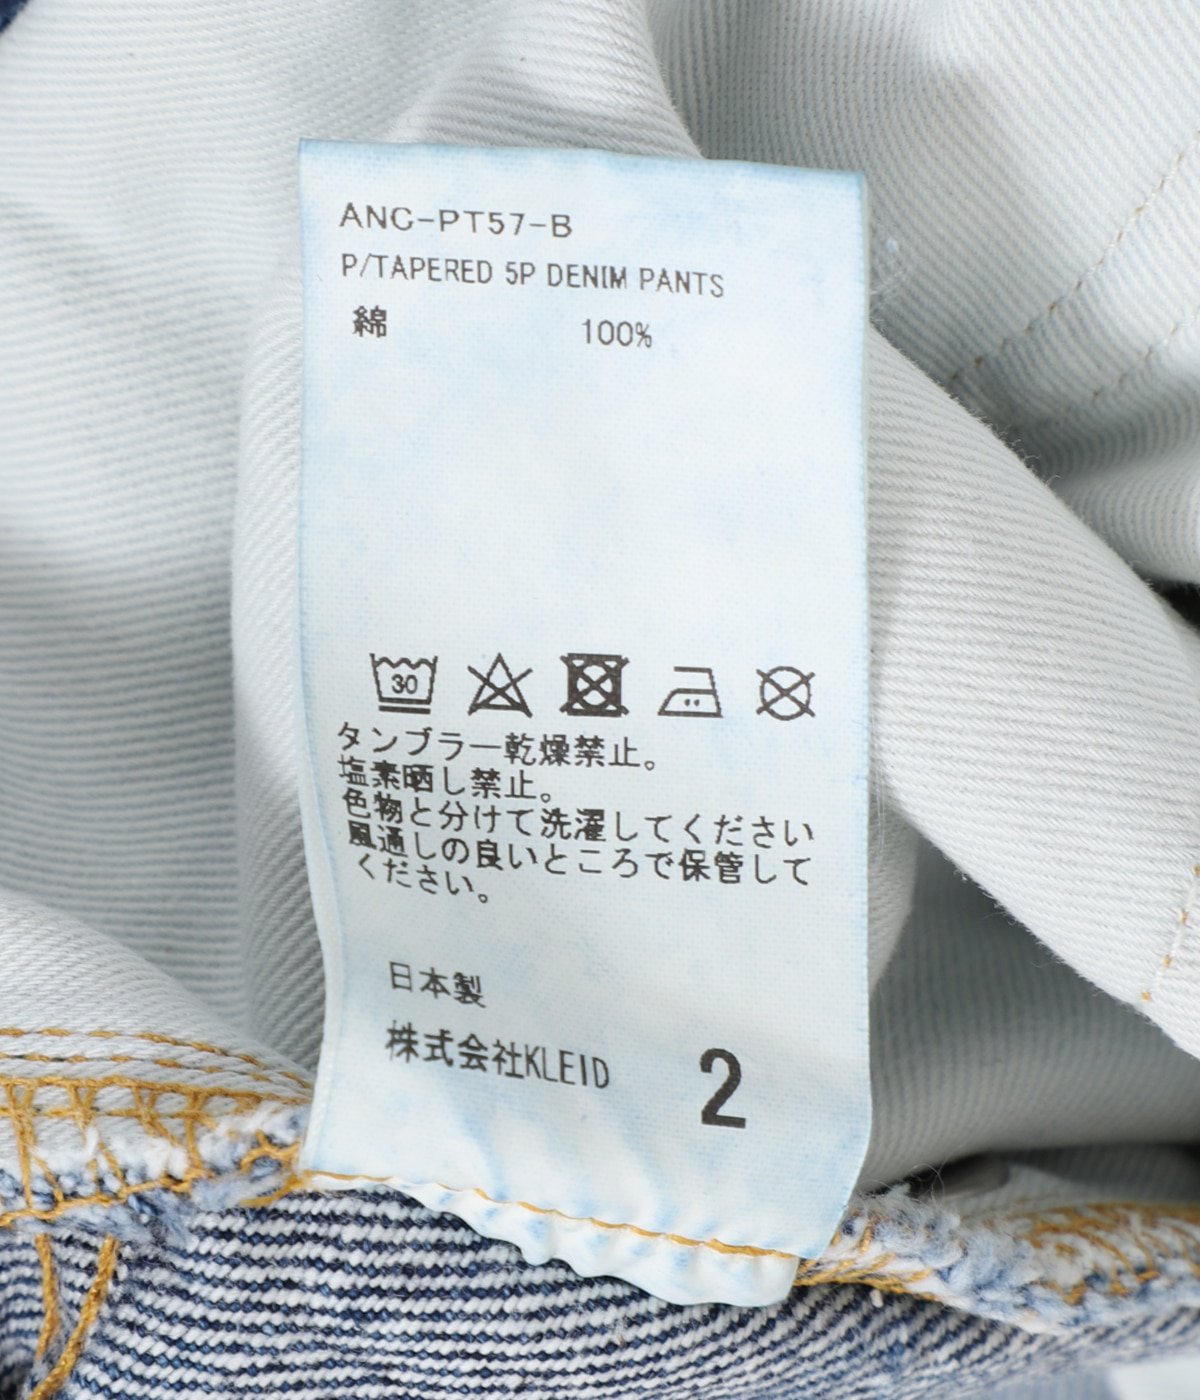 ANC-PT57-B
P/TAPERED 5P DENIM PANTS
綿 100%
30
タンブラー乾燥禁止。
塩素晒し禁止。
色物と分けて洗濯してください
風通しの良いところで保管して
ください。
日本製
株式会社KLEID 2